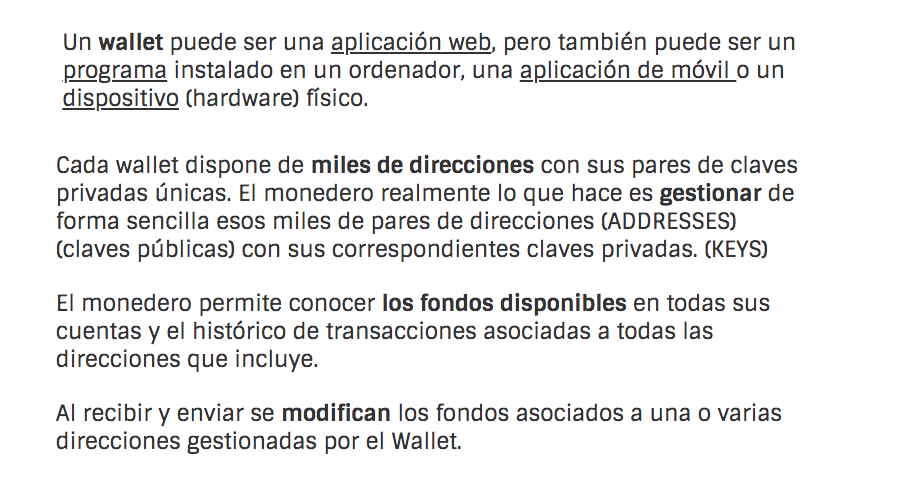 Un wallet puede ser una aplicación web, pero también puede ser un
programa instalado en un ordenador, una aplicación de móvil o un
dispositivo (hardware) físico.
Cada wallet dispone de miles de direcciones con sus pares de claves
privadas únicas. El monedero realmente lo que hace es gestionar de
forma sencilla esos miles de pares de direcciones (ADDRESSES)
(claves públicas) con sus correspondientes claves privadas. (KEYS)
El monedero permite conocer los fondos disponibles en todas sus
cuentas y el histórico de transacciones asociadas a todas las
direcciones que incluye.
Al recibir y enviar se modifican los fondos asociados a una o varias
direcciones gestionadas por el Wallet.